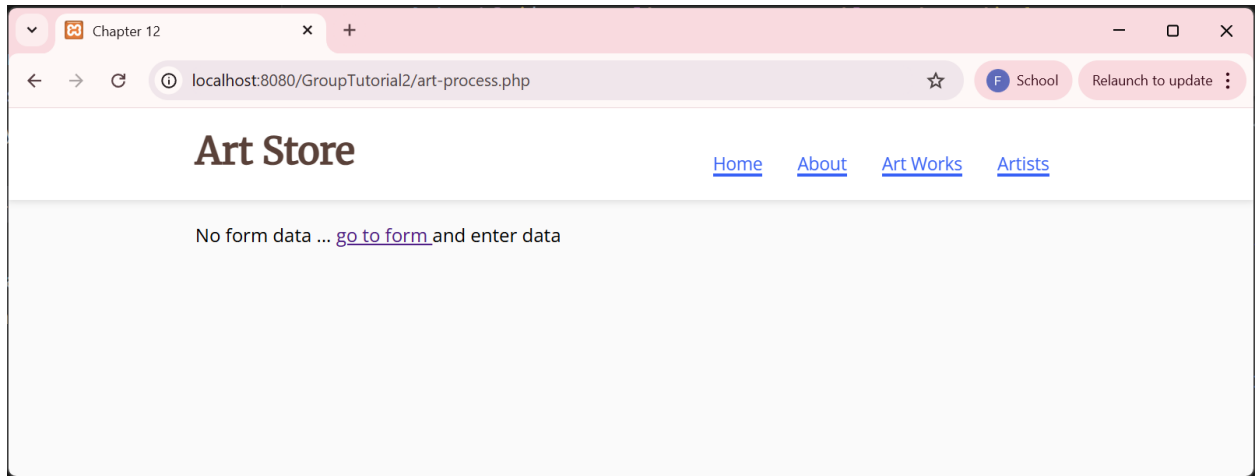 Chapter 12
localhost:8080/GroupTutorial2/art-process.php
F School
Relaunch to update
Art Store
Home About Art Works Artists
No form data ... go to form and enter data